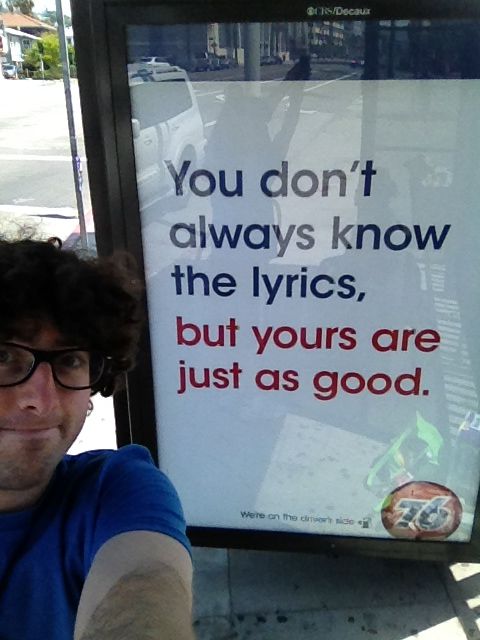 CBS/Decaux
You don't
always know
the lyrics,
but yours are
just as good.
We're on the driver's side
76